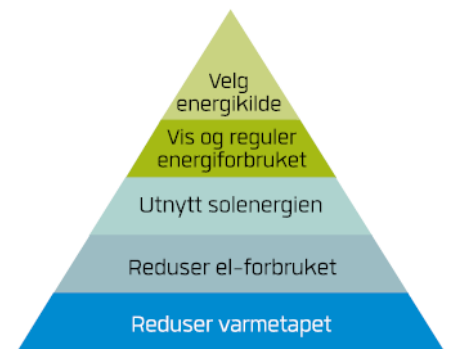 Velg
energikilde
Vis og reguler
energiforbruket
Utnytt solenergien
Reduser el-forbruket
Reduser varmetapet